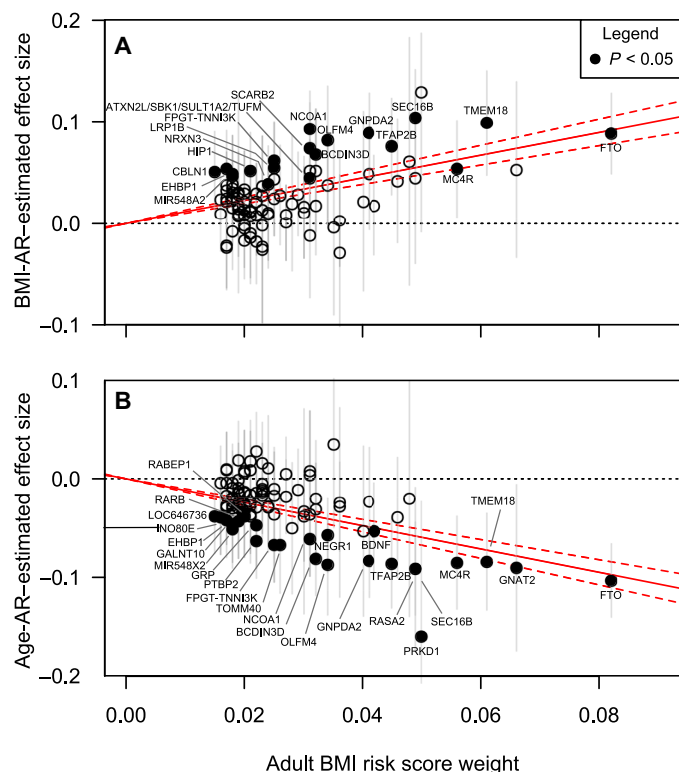 A
Legend
P < 0.05
0.2
0.1
0.0
−0.1
BMI-AR–estimated effect size
SCARB2
ATXN2L/SBK1/SULT1A2/TUFM
FPGT-TNNI3K
LRP1B
NRXN3
HIP1
CBLN1
EHBP1
MIR548A2
NCOA1
OLFM4
BCDIN3D
GNPDA2
TFAP2B
SEC16B
MC4R
TMEM18
FTO
B
0.1
0.0
−0.1
−0.2
Age-AR–estimated effect size
RABEP1
RARB
LOC646736
INO80E
EHBP1
GALNT10
MIR548X2
GRP
PTBP2
FPGT-TNNI3K
TOMM40
NCOA1
BCDIN3D
OLFM4
NEGR1
BDNF
GNPDA2
TFAP2B
RASA2
SEC16B
PRKD1
MC4R
TMEM18
GNAT2
FTO
0.00 0.02 0.04 0.06 0.08
Adult BMI risk score weight